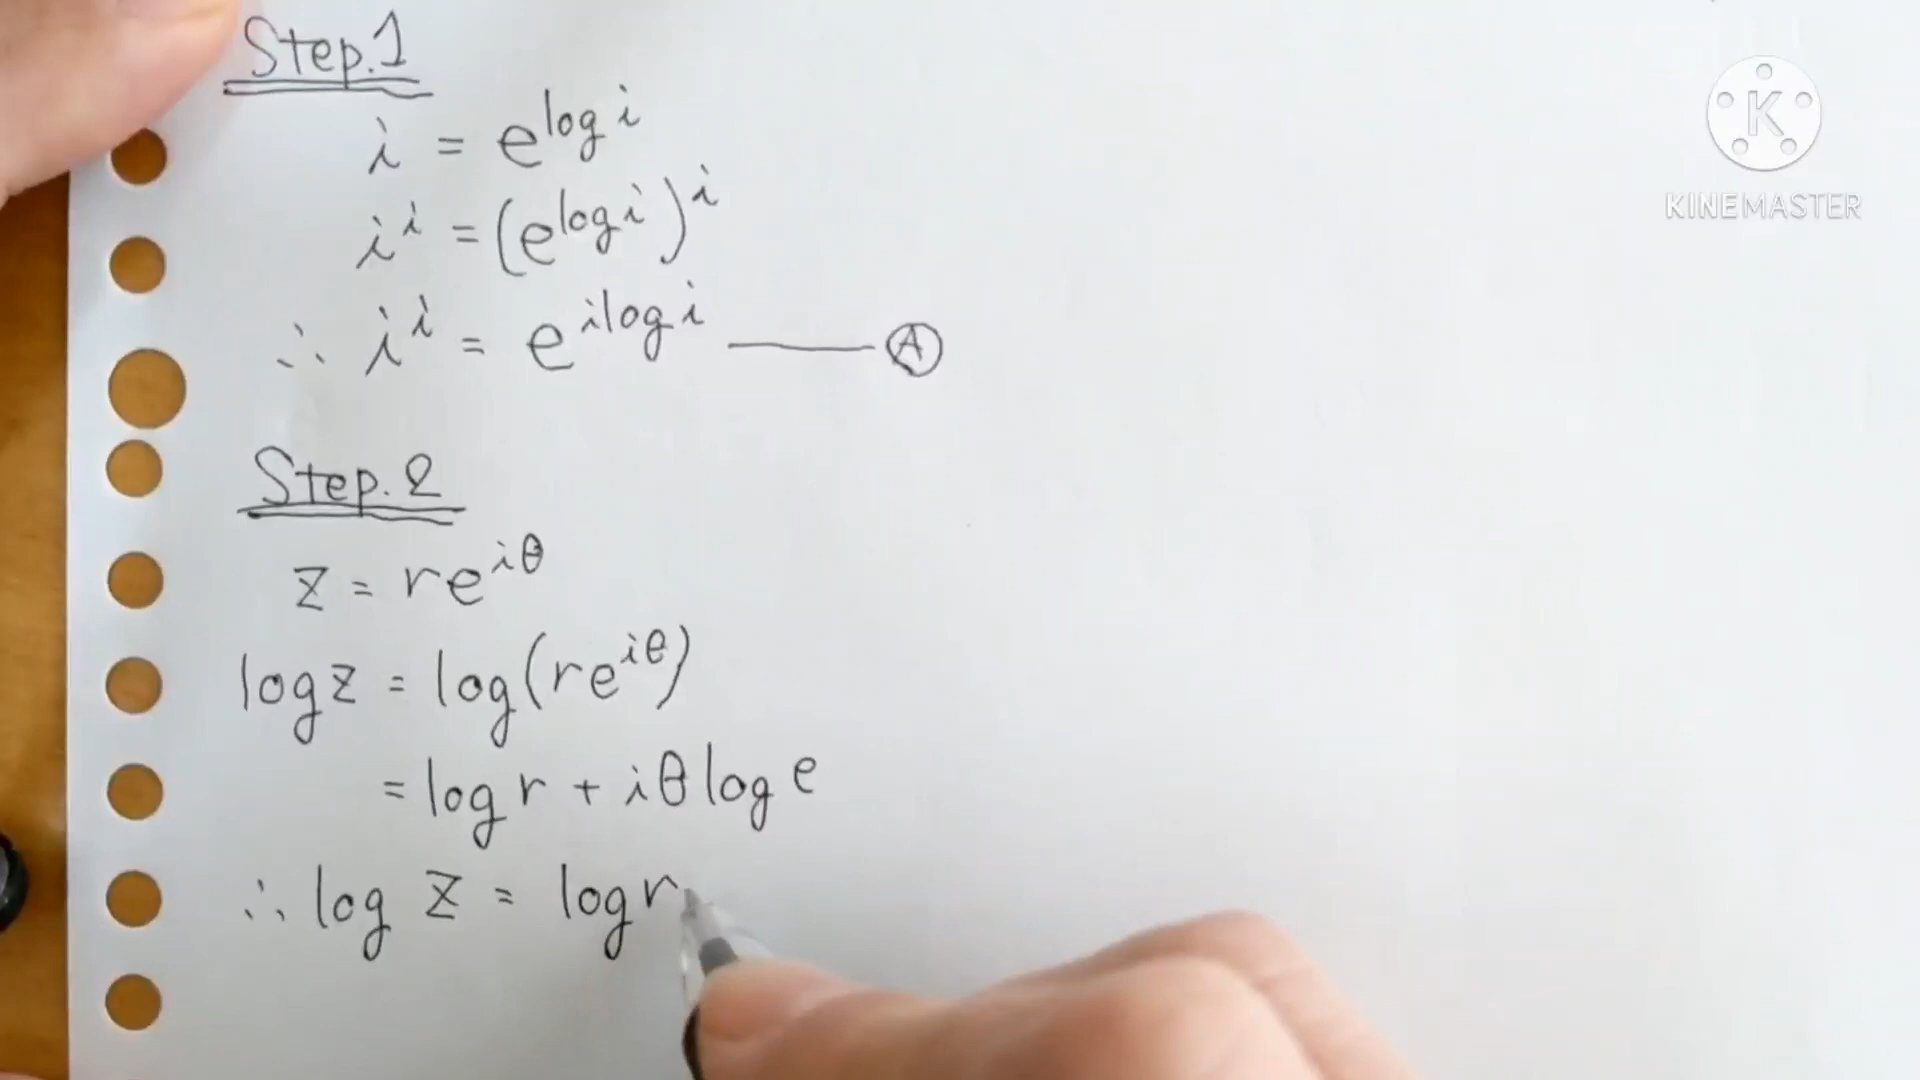 Step.1
i = e^{log i}
i^i = (e^{log i})^i
∴ i^i = e^{i log i} ——— Ⓐ
Step.2
z = re^{iθ}
log z = log(re^{iθ})
= log r + iθ log e
∴ log z = log r
K
KINEMASTER